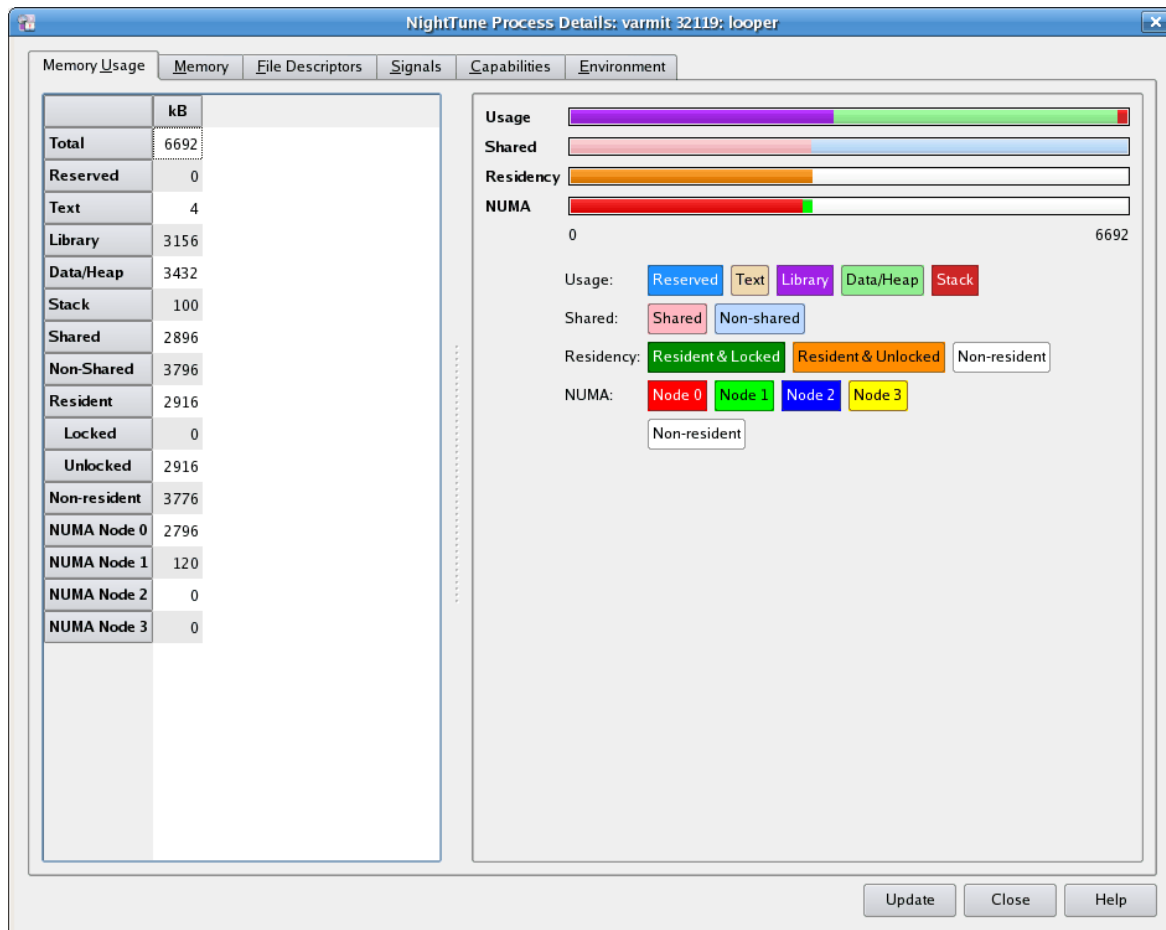 NightTune Process Details: varmit 32119: looper
Memory Usage Memory File Descriptors Signals Capabilities Environment
kB
Total 6692
Reserved 0
Text 4
Library 3156
Data/Heap 3432
Stack 100
Shared 2896
Non-Shared 3796
Resident 2916
Locked 0
Unlocked 2916
Non-resident 3776
NUMA Node 0 2796
NUMA Node 1 120
NUMA Node 2 0
NUMA Node 3 0
Usage
Shared
Residency
NUMA
0 6692
Usage: Reserved Text Library Data/Heap Stack
Shared: Shared Non-shared
Residency: Resident & Locked Resident & Unlocked Non-resident
NUMA: Node 0 Node 1 Node 2 Node 3
Non-resident
Update Close Help